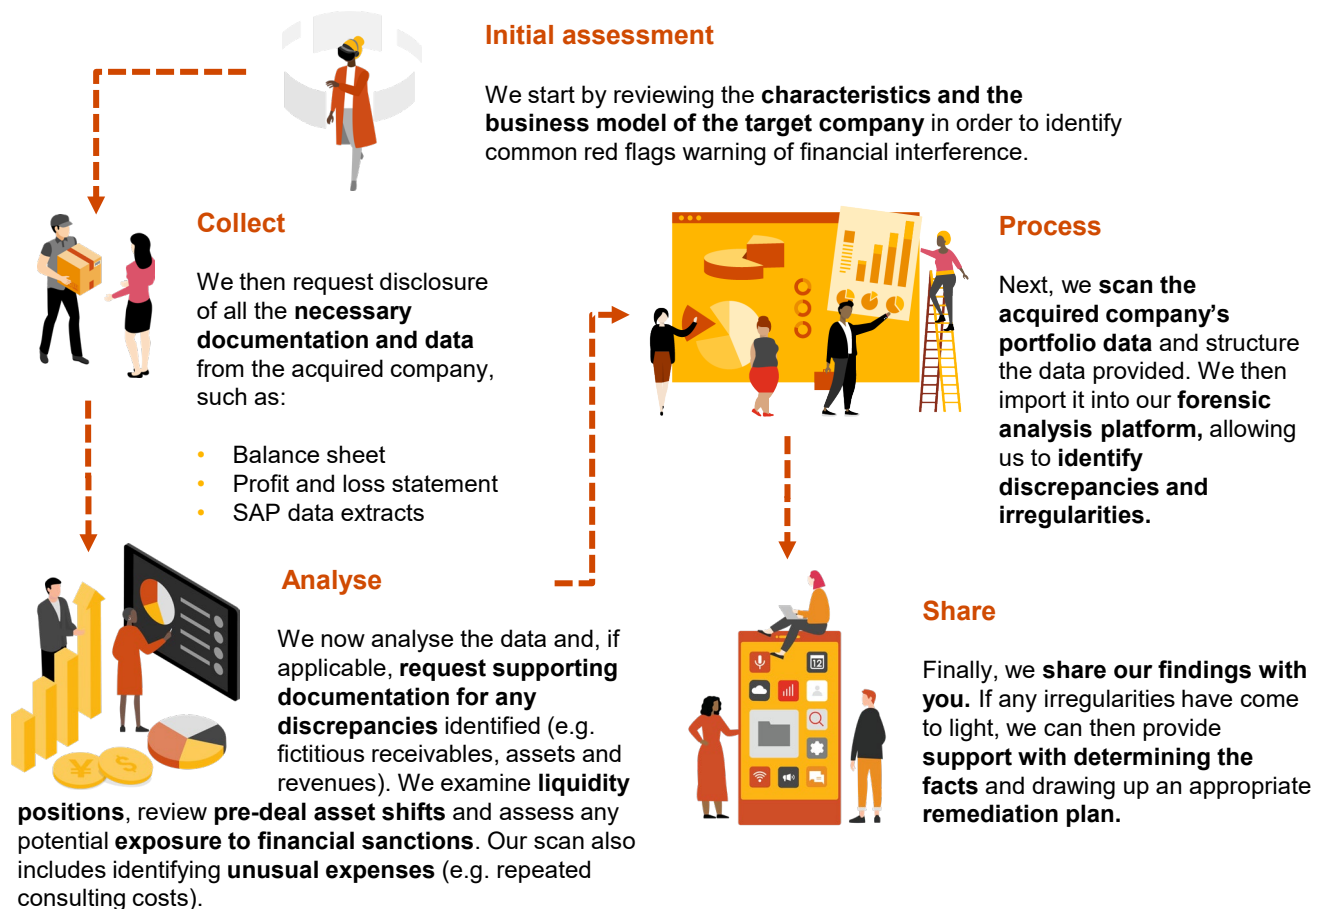 Initial assessment
We start by reviewing the characteristics and the
business model of the target company in order to identify
common red flags warning of financial interference.
Collect
We then request disclosure
of all the necessary
documentation and data
from the acquired company,
such as:
• Balance sheet
• Profit and loss statement
• SAP data extracts
Analyse
We now analyse the data and, if
applicable, request supporting
documentation for any
discrepancies identified (e.g.
fictitious receivables, assets and
revenues). We examine liquidity
positions, review pre-deal asset shifts and assess any
potential exposure to financial sanctions. Our scan also
includes identifying unusual expenses (e.g. repeated
consulting costs).
¥
$
Process
Next, we scan the
acquired company’s
portfolio data and structure
the data provided. We then
import it into our forensic
analysis platform, allowing
us to identify
discrepancies and
irregularities.
Share
Finally, we share our findings with
you. If any irregularities have come
to light, we can then provide
support with determining the
facts and drawing up an appropriate
remediation plan.
12